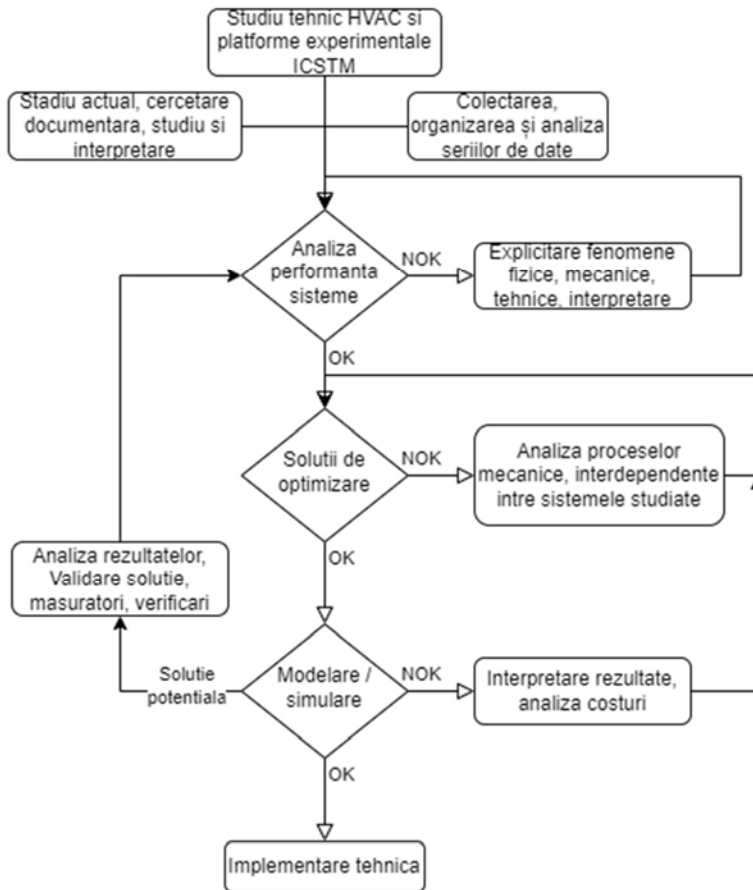 Studiu tehnic HVAC si
platforme experimentale
ICSTM
Stadiu actual, cercetare
documentara, studiu si
interpretare
Colectarea,
organizarea și analiza
seriilor de date
Analiza
performanta
sisteme
NOK
Explicitare fenomene
fizice, mecanice,
tehnice, interpretare
OK
Solutii de
optimizare
NOK
Analiza proceselor
mecanice, interdependente
intre sistemele studiate
OK
Analiza rezultatelor,
Validare solutie,
masuratori, verificari
Solutie
potentiala
Modelare /
simulare
NOK
Interpretare rezultate,
analiza costuri
OK
Implementare tehnica